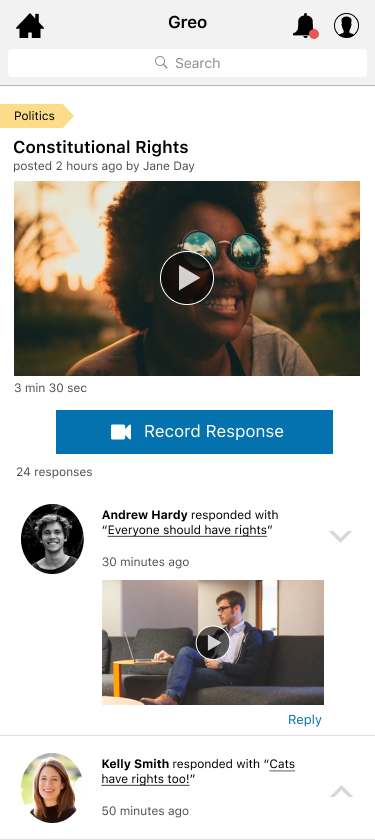 Greo
Search
Politics
Constitutional Rights
posted 2 hours ago by Jane Day
3 min 30 sec
Record Response
24 responses
Andrew Hardy responded with
“Everyone should have rights”
30 minutes ago
Reply
Kelly Smith responded with “Cats
have rights too!”
50 minutes ago